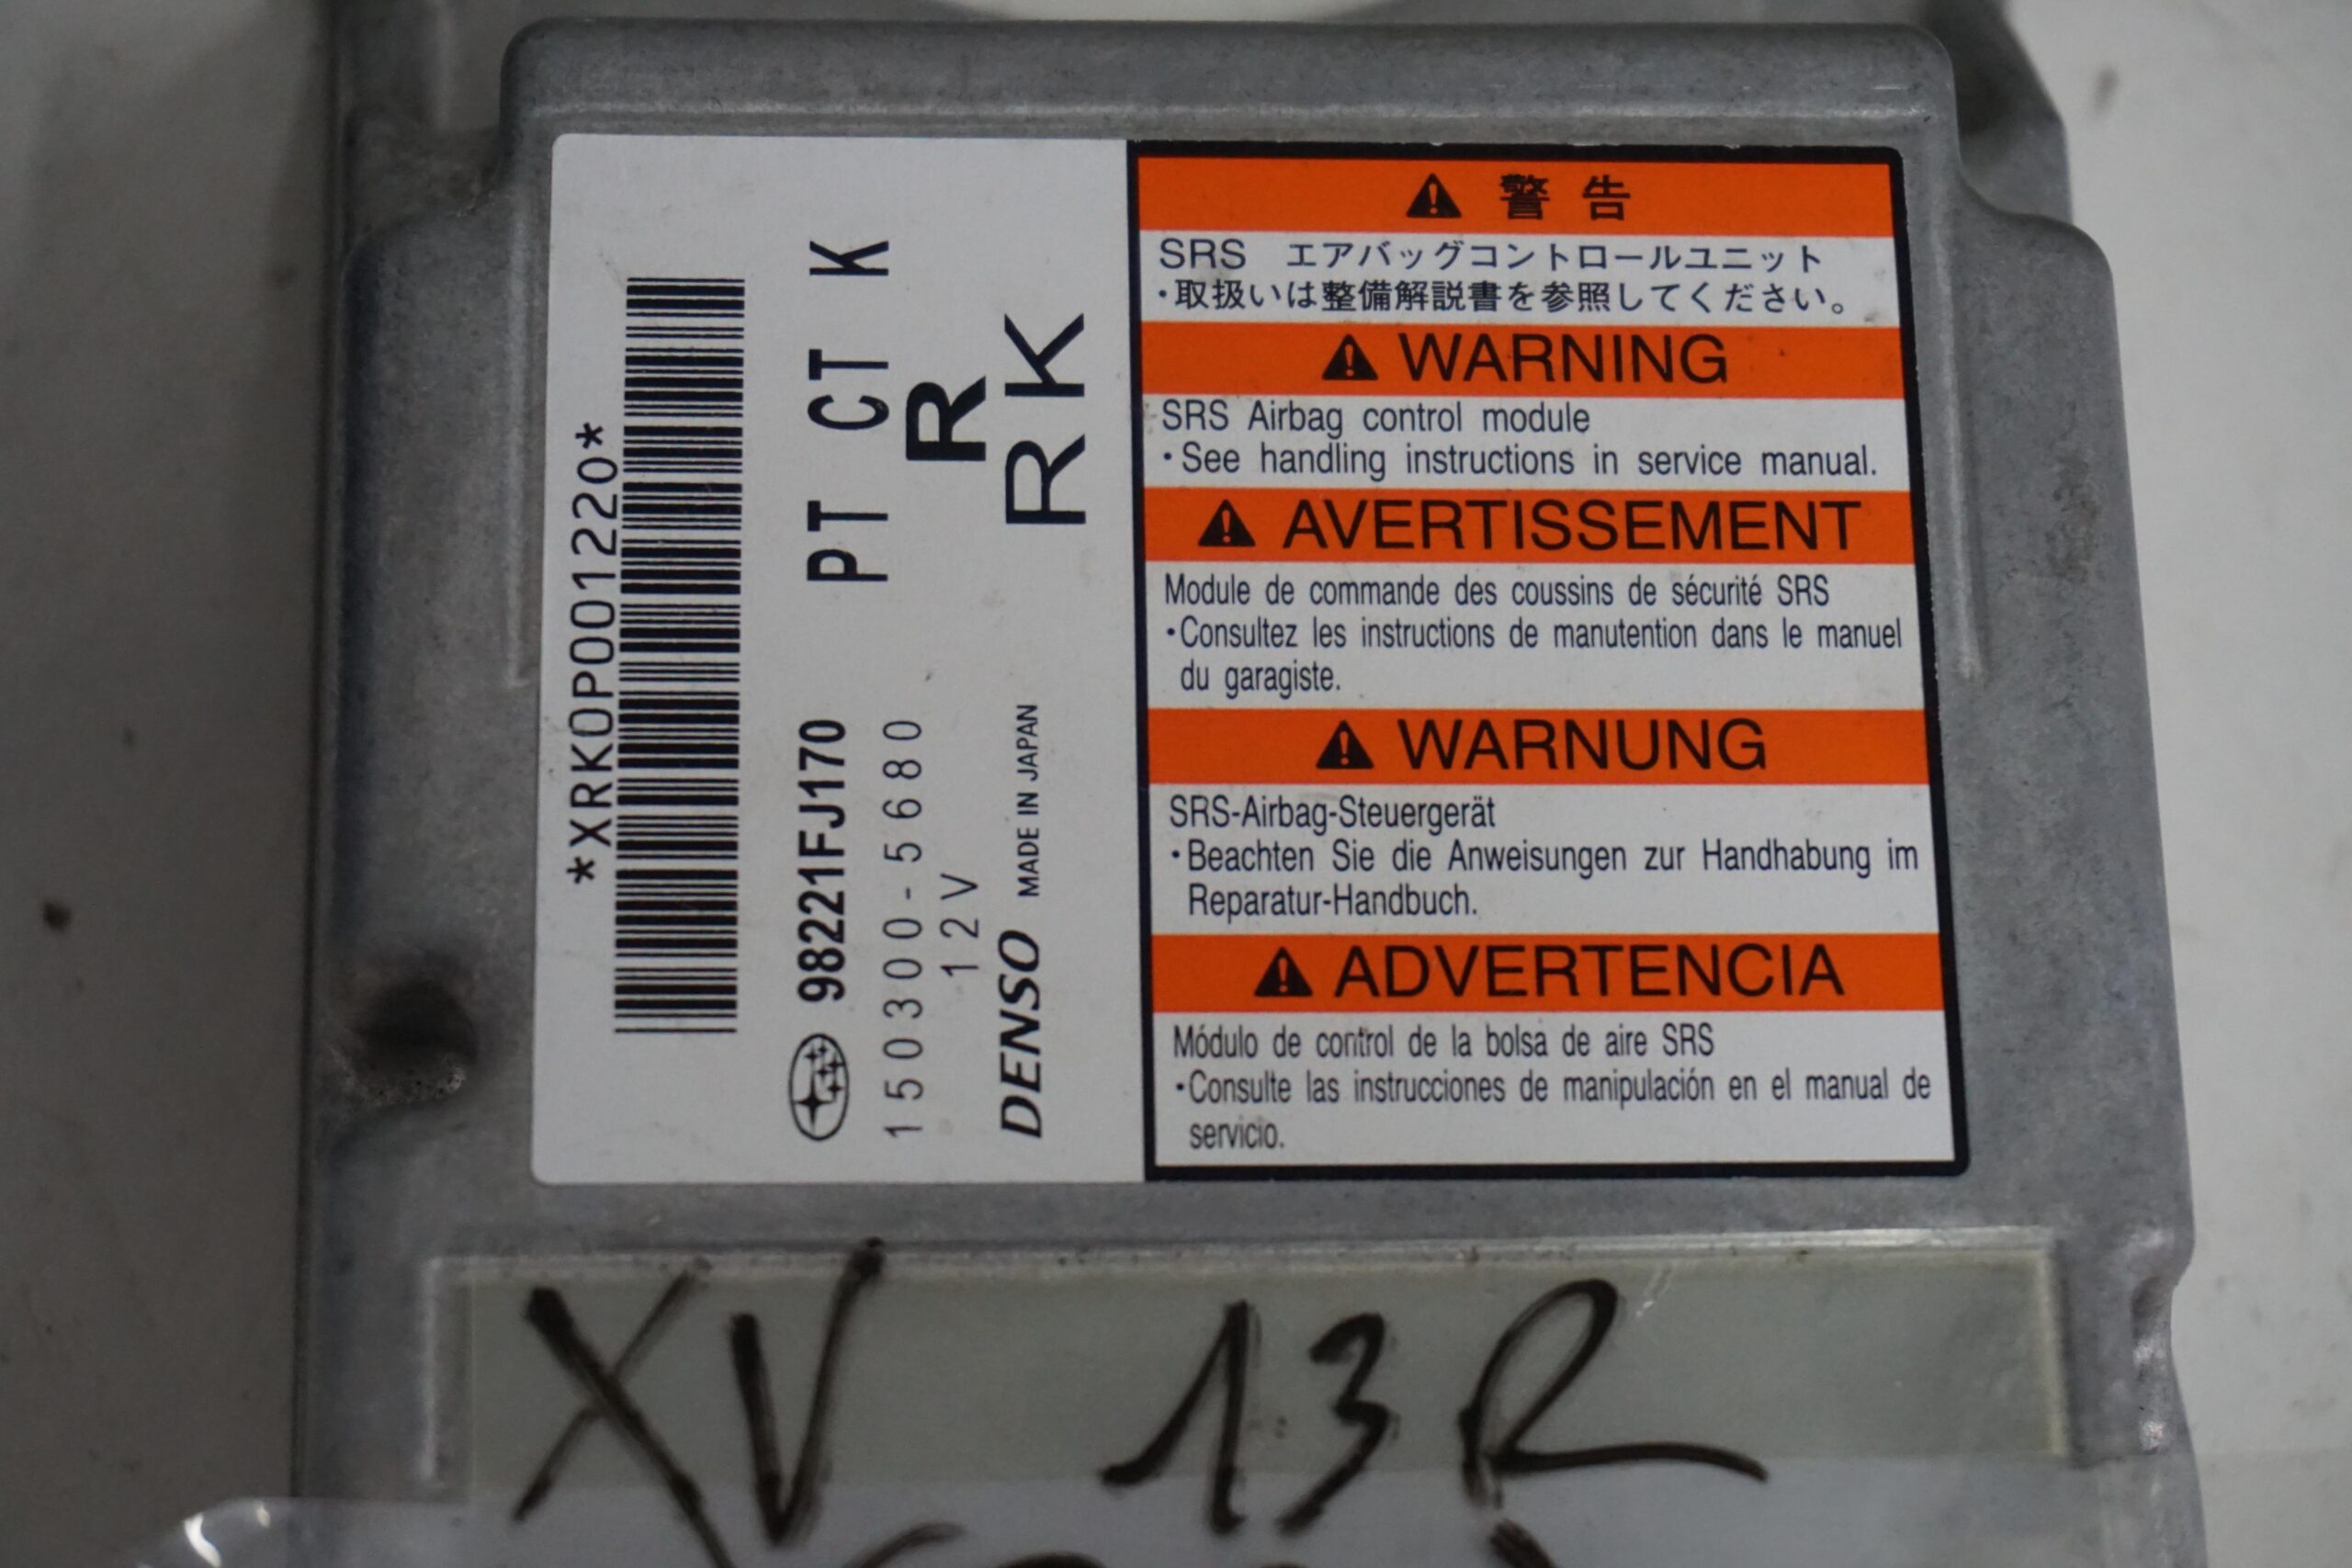 *XRK0P001220*
PT CT K
R
RK
98221FJ170
150300-5680
12V
DENSO MADE IN JAPAN
警告
SRS エアバッグコントロールユニット
・取扱いは整備解説書を参照してください。
WARNING
SRS Airbag control module
・See handling instructions in service manual.
AVERTISSEMENT
Module de commande des coussins de sécurité SRS
・Consultez les instructions de manutention dans le manuel
du garagiste.
WARNUNG
SRS-Airbag-Steuergerät
・Beachten Sie die Anweisungen zur Handhabung im
Reparatur-Handbuch.
ADVERTENCIA
Módulo de control de la bolsa de aire SRS
・Consulte las instrucciones de manipulación en el manual de
servicio.
XV 13R